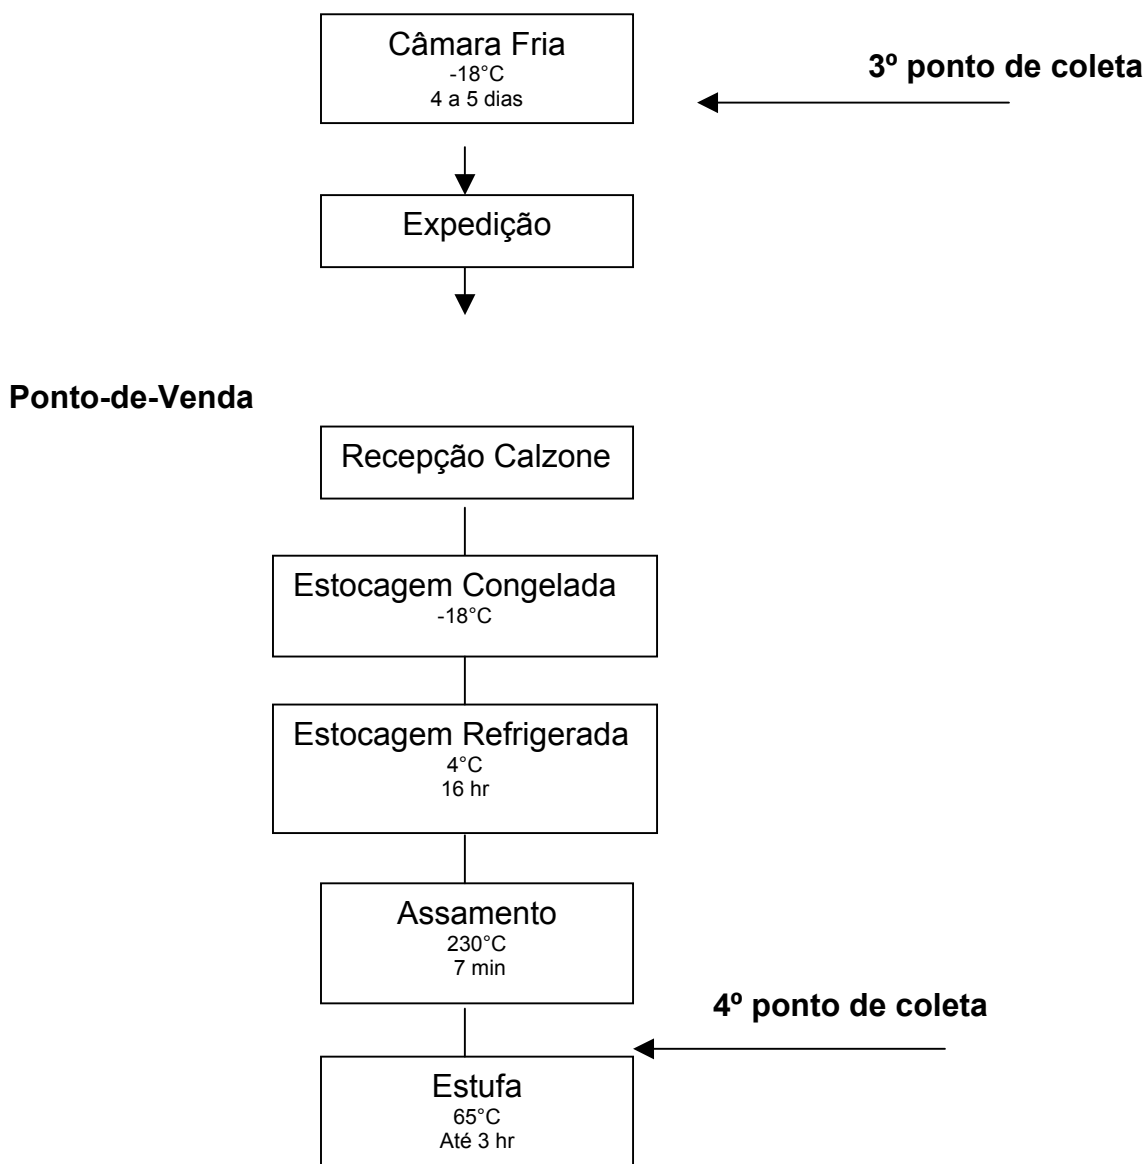 Câmara Fria
-18°C
4 a 5 dias
3º ponto de coleta
Expedição
Ponto-de-Venda
Recepção Calzone
Estocagem Congelada
-18°C
Estocagem Refrigerada
4°C
16 hr
Assamento
230°C
7 min
4º ponto de coleta
Estufa
65°C
Até 3 hr